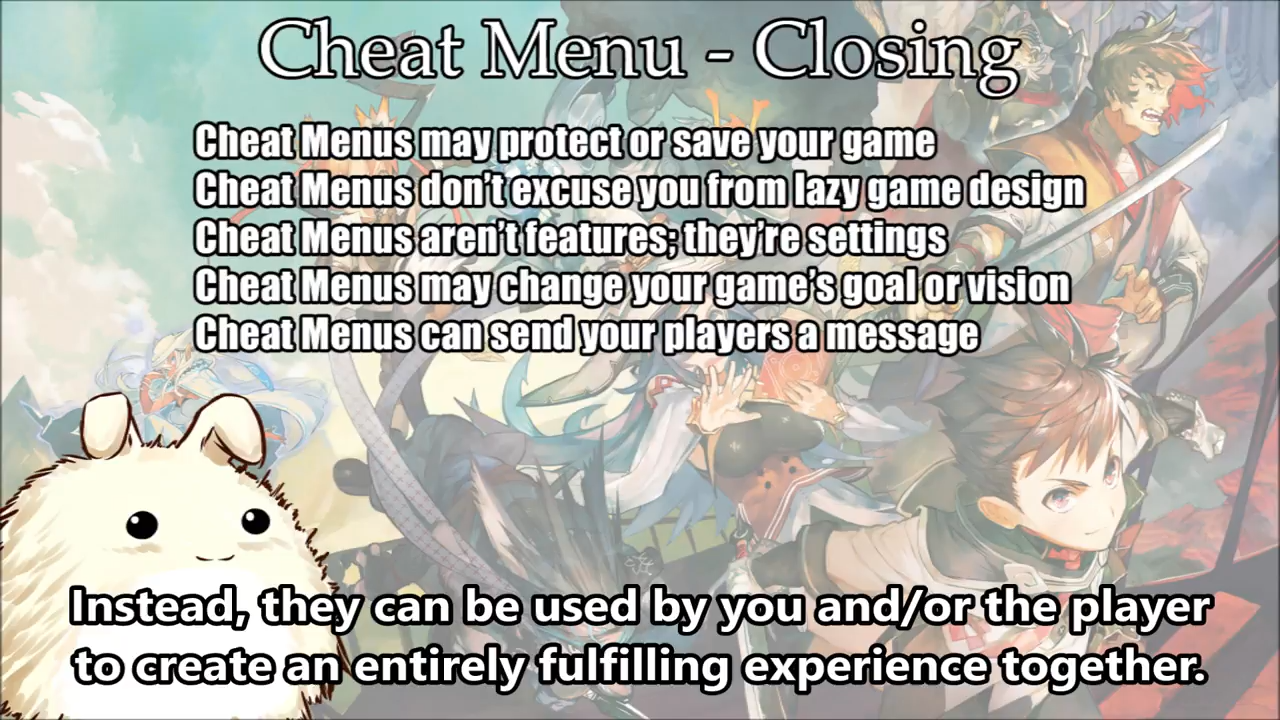 Cheat Menu - Closing
Cheat Menus may protect or save your game
Cheat Menus don't excuse you from lazy game design
Cheat Menus aren't features; they're settings
Cheat Menus may change your game's goal or vision
Cheat Menus can send your players a message
Instead, they can be used by you and/or the player
to create an entirely fulfilling experience together.